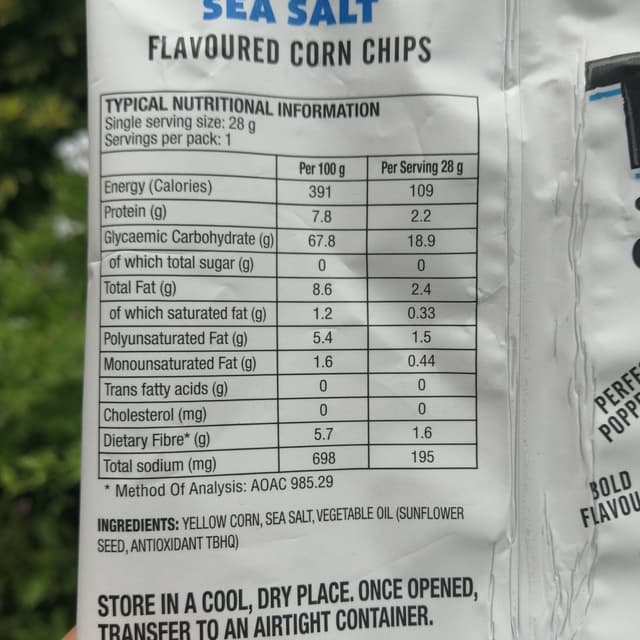 SEA SALT
FLAVOURED CORN CHIPS
TYPICAL NUTRITIONAL INFORMATION
Single serving size: 28 g
Servings per pack: 1
Per 100 g Per Serving 28 g
Energy (Calories) 391 109
Protein (g) 7.8 2.2
Glycaemic Carbohydrate (g) 67.8 18.9
of which total sugar (g) 0 0
Total Fat (g) 8.6 2.4
of which saturated fat (g) 1.2 0.33
Polyunsaturated Fat (g) 5.4 1.5
Monounsaturated Fat (g) 1.6 0.44
Trans fatty acids (g) 0 0
Cholesterol (mg) 0 0
Dietary Fibre* (g) 5.7 1.6
Total sodium (mg) 698 195
* Method Of Analysis: AOAC 985.29
INGREDIENTS: YELLOW CORN, SEA SALT, VEGETABLE OIL (SUNFLOWER
SEED, ANTIOXIDANT TBHQ)
STORE IN A COOL, DRY PLACE. ONCE OPENED,
TRANSFER TO AN AIRTIGHT CONTAINER.
BOLD